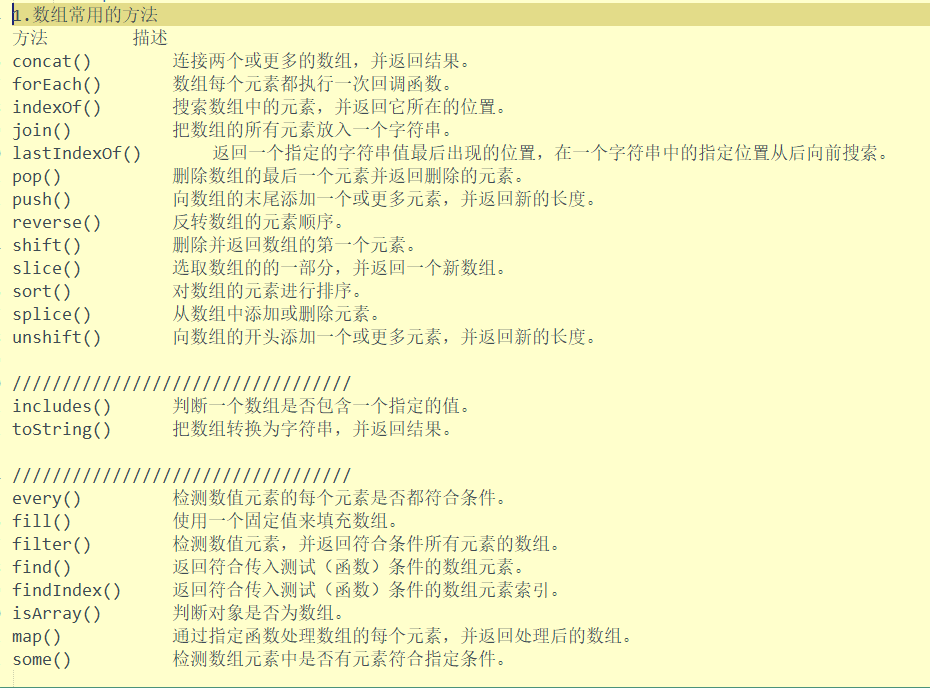 1.数组常用的方法
方法 描述
concat() 连接两个或更多的数组，并返回结果。
forEach() 数组每个元素都执行一次回调函数。
indexOf() 搜索数组中的元素，并返回它所在的位置。
join() 把数组的所有元素放入一个字符串。
lastIndexOf() 返回一个指定的字符串值最后出现的位置，在一个字符串中的指定位置从后向前搜索。
pop() 删除数组的最后一个元素并返回删除的元素。
push() 向数组的末尾添加一个或更多元素，并返回新的长度。
reverse() 反转数组的元素顺序。
shift() 删除并返回数组的第一个元素。
slice() 选取数组的的一部分，并返回一个新数组。
sort() 对数组的元素进行排序。
splice() 从数组中添加或删除元素。
unshift() 向数组的开头添加一个或更多元素，并返回新的长度。
//////////////////////////////////
includes() 判断一个数组是否包含一个指定的值。
toString() 把数组转换为字符串，并返回结果。
//////////////////////////////////
every() 检测数值元素的每个元素是否都符合条件。
fill() 使用一个固定值来填充数组。
filter() 检测数值元素，并返回符合条件所有元素的数组。
find() 返回符合传入测试（函数）条件的数组元素。
findIndex() 返回符合传入测试（函数）条件的数组元素索引。
isArray() 判断对象是否为数组。
map() 通过指定函数处理数组的每个元素，并返回处理后的数组。
some() 检测数组元素中是否有元素符合指定条件。